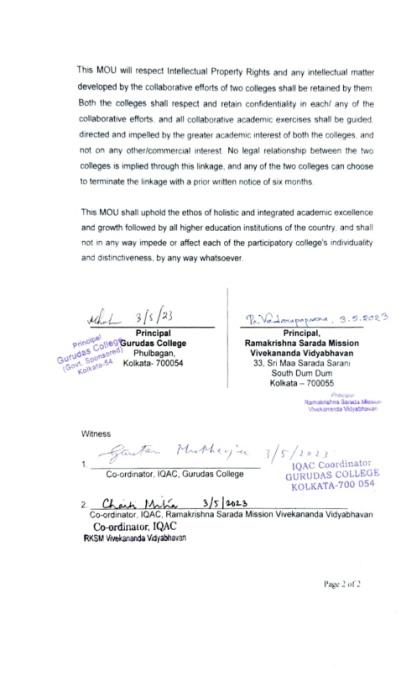 This MOU will respect Intellectual Property Rights and any intellectual matter
developed by the collaborative efforts of two colleges shall be retained by them.
Both the colleges shall respect and retain confidentiality in each/ any of the
collaborative efforts, and all collaborative academic exercises shall be guided,
directed and impelled by the greater academic interest of both the colleges, and
not on any other/commercial interest. No legal relationship between the two
colleges is implied through this linkage, and any of the two colleges can choose
to terminate the linkage with a prior written notice of six months.
This MOU shall uphold the ethos of holistic and integrated academic excellence
and growth followed by all higher education institutions of the country, and shall
not in any way impede or affect each of the participatory college's individuality
and distinctiveness, by any way whatsoever.
3/5/23
Principal
Gurudas College
Phulbagan,
Kolkata- 700054
Principal
Gurudas College
(Govt. Sponsored)
Kolkata-54
3.5.2023
Principal,
Ramakrishna Sarada Mission
Vivekananda Vidyabhavan
33, Sri Maa Sarada Sarani
South Dum Dum
Kolkata – 700055
Principal
Ramakrishna Sarada Mission
Vivekananda Vidyabhavan
Witness
Gautam Mukherjee 3/5/2023
1.
Co-ordinator, IQAC, Gurudas College
IQAC Coordinator
GURUDAS COLLEGE
KOLKATA-700 054
2. 3/5/2023
Co-ordinator, IQAC, Ramakrishna Sarada Mission Vivekananda Vidyabhavan
Co-ordinator, IQAC
RKSM Vivekananda Vidyabhavan
Page 2 of 2